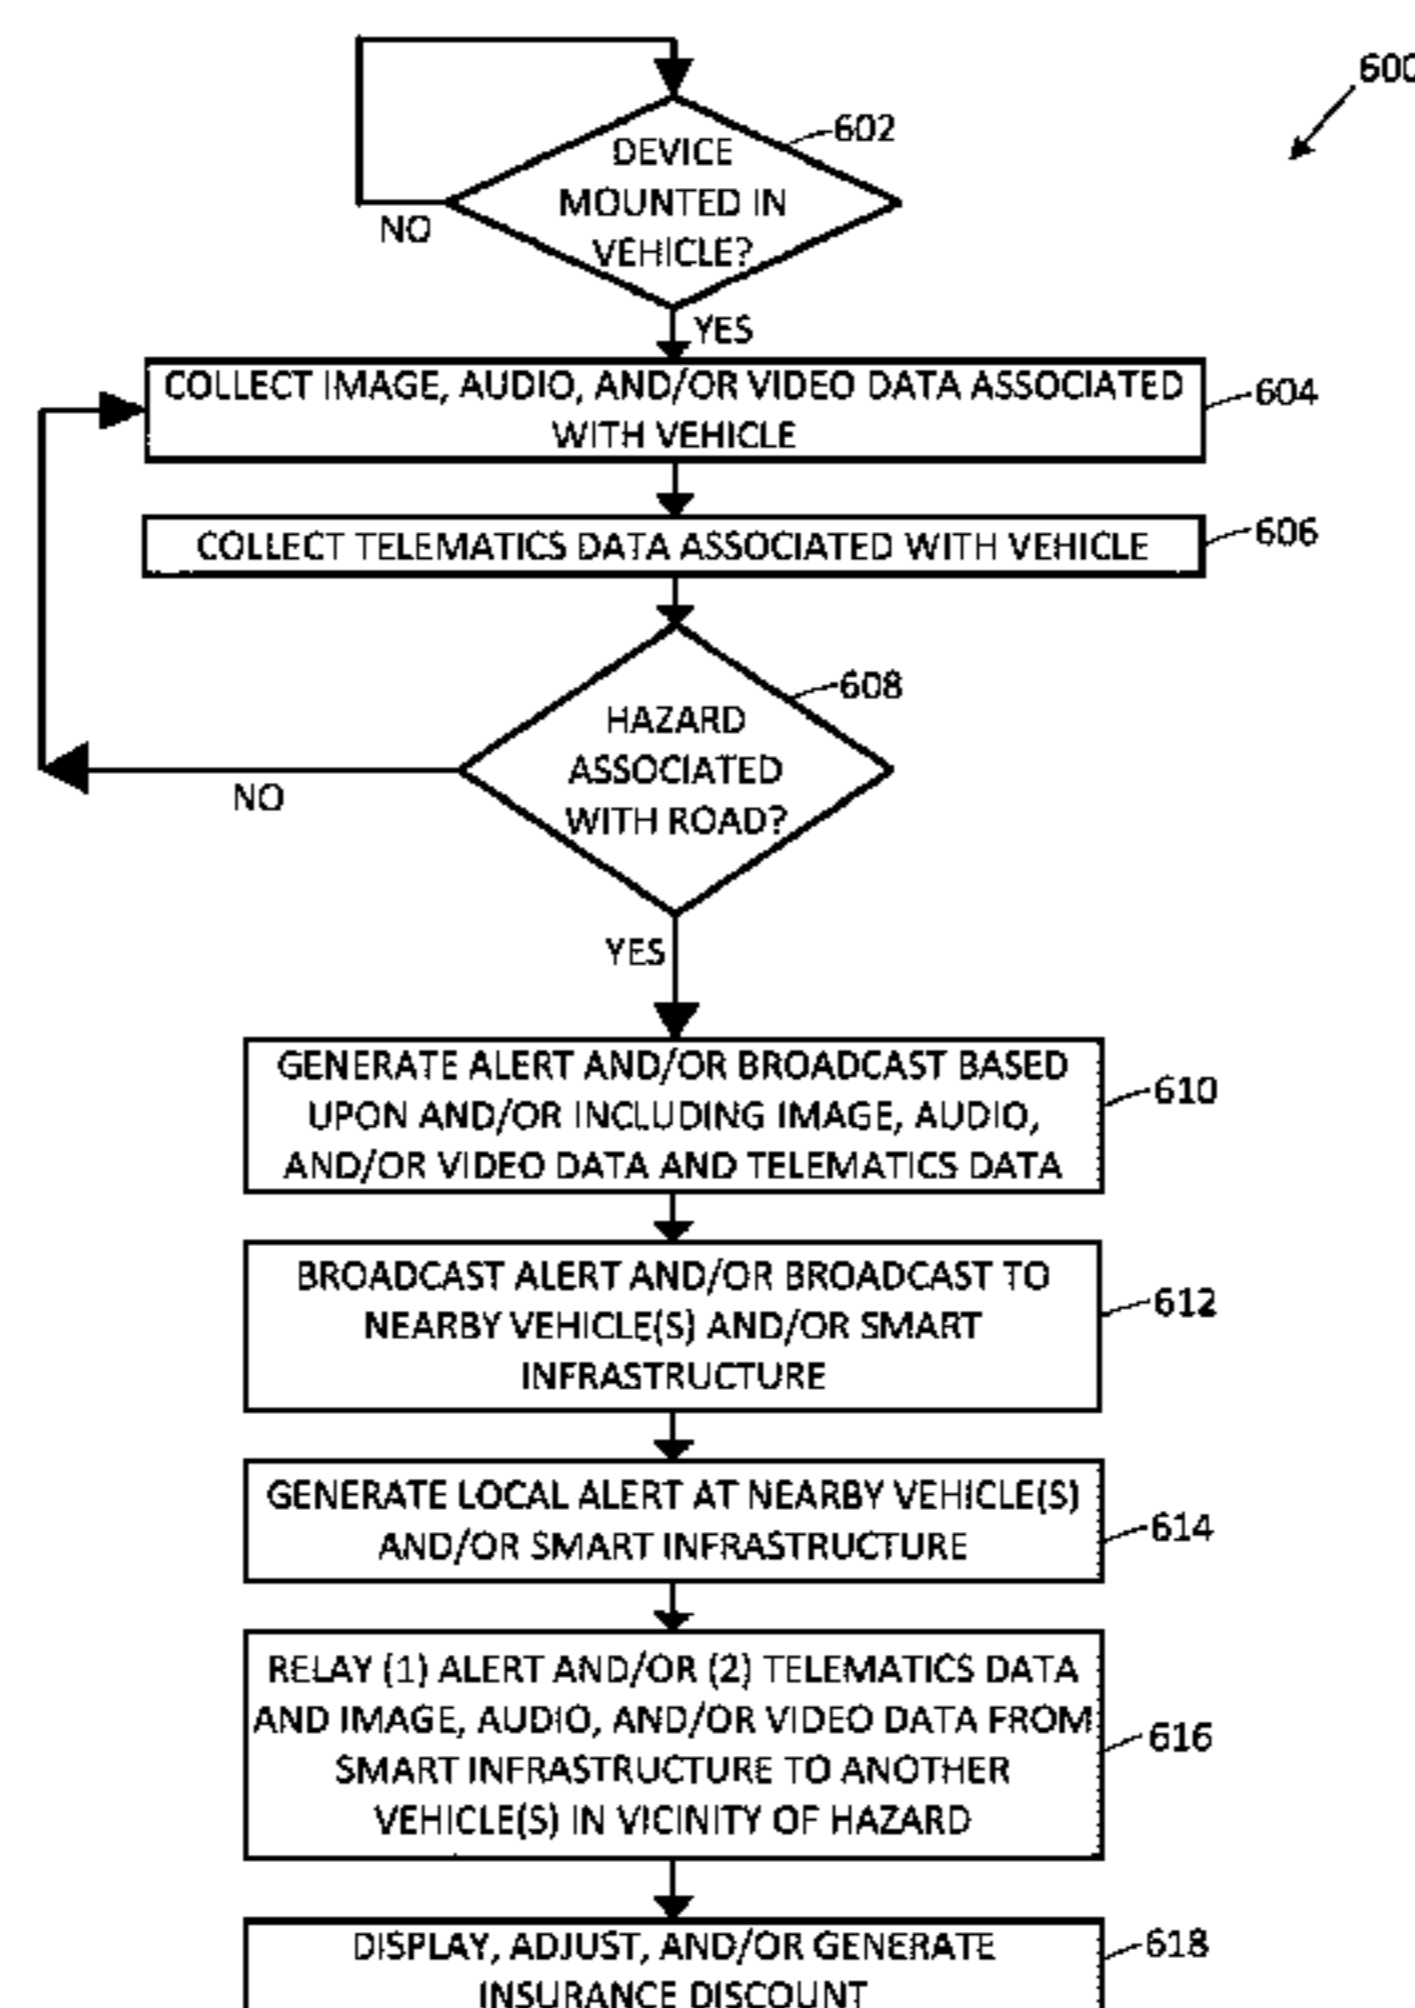 600
602
DEVICE
MOUNTED IN
VEHICLE?
NO
YES
COLLECT IMAGE, AUDIO, AND/OR VIDEO DATA ASSOCIATED
WITH VEHICLE
604
COLLECT TELEMATICS DATA ASSOCIATED WITH VEHICLE
606
608
HAZARD
ASSOCIATED
WITH ROAD?
NO
YES
GENERATE ALERT AND/OR BROADCAST BASED
UPON AND/OR INCLUDING IMAGE, AUDIO,
AND/OR VIDEO DATA AND TELEMATICS DATA
610
BROADCAST ALERT AND/OR BROADCAST TO
NEARBY VEHICLE(S) AND/OR SMART
INFRASTRUCTURE
612
GENERATE LOCAL ALERT AT NEARBY VEHICLE(S)
AND/OR SMART INFRASTRUCTURE
614
RELAY (1) ALERT AND/OR (2) TELEMATICS DATA
AND IMAGE, AUDIO, AND/OR VIDEO DATA FROM
SMART INFRASTRUCTURE TO ANOTHER
VEHICLE(S) IN VICINITY OF HAZARD
616
DISPLAY, ADJUST, AND/OR GENERATE
INSURANCE DISCOUNT
618